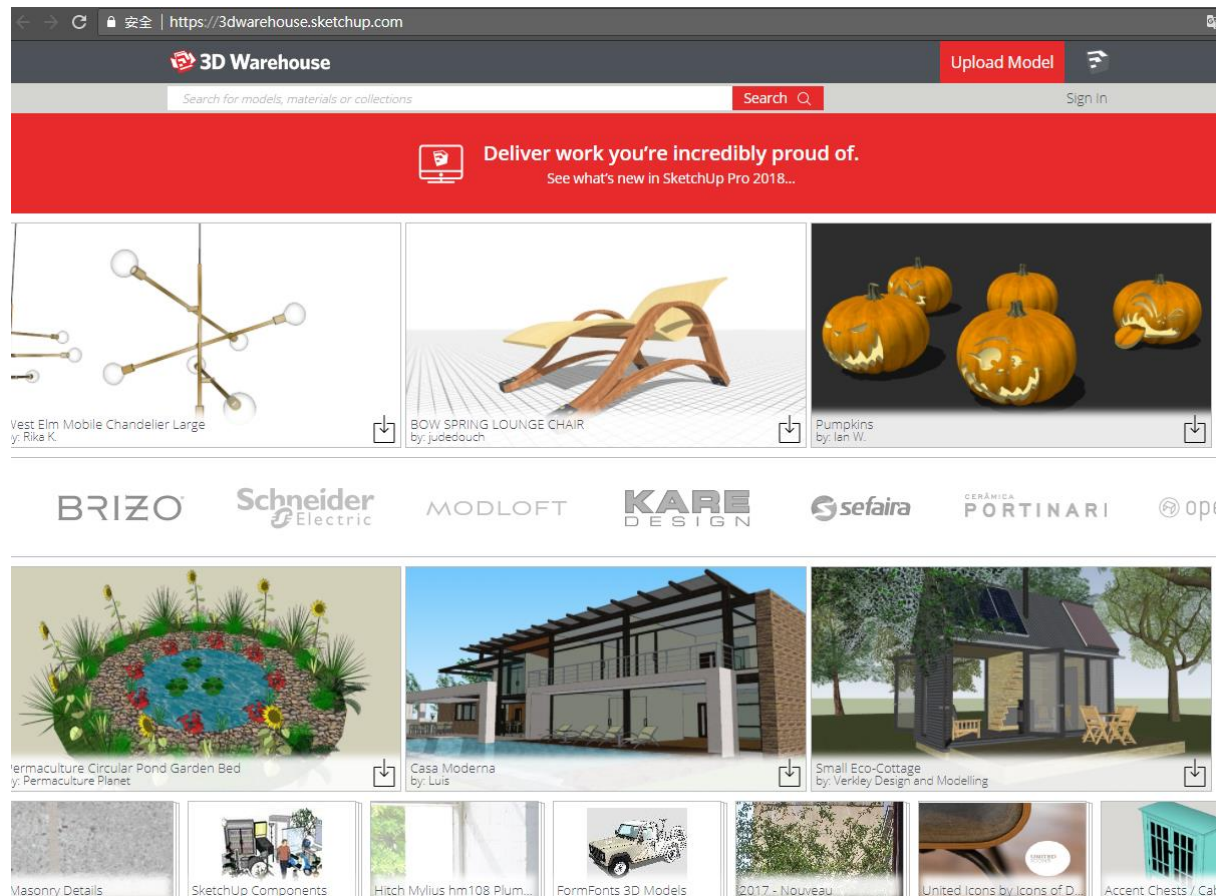 安全 | https://3dwarehouse.sketchup.com
3D Warehouse
Upload Model
Search for models, materials or collections
Search
Sign In
Deliver work you're incredibly proud of.
See what's new in SketchUp Pro 2018...
West Elm Mobile Chandelier Large
by: Rika K.
BOW SPRING LOUNGE CHAIR
by: judedouch
Pumpkins
by: Ian W.
BRIZO
Schneider
Electric
MODLOFT
KARE
DESIGN
sefaira
CERÂMICA
PORTINARI
ope
Permaculture Circular Pond Garden Bed
by: Permaculture Planet
Casa Moderna
by: Luis
Small Eco-Cottage
by: Verkley Design and Modelling
Masonry Details
SketchUp Components
Hitch Mylius hm108 Plum...
FormFonts 3D Models
2017 - Nouveau
United Icons by Icons of D...
Accent Chests / Cab